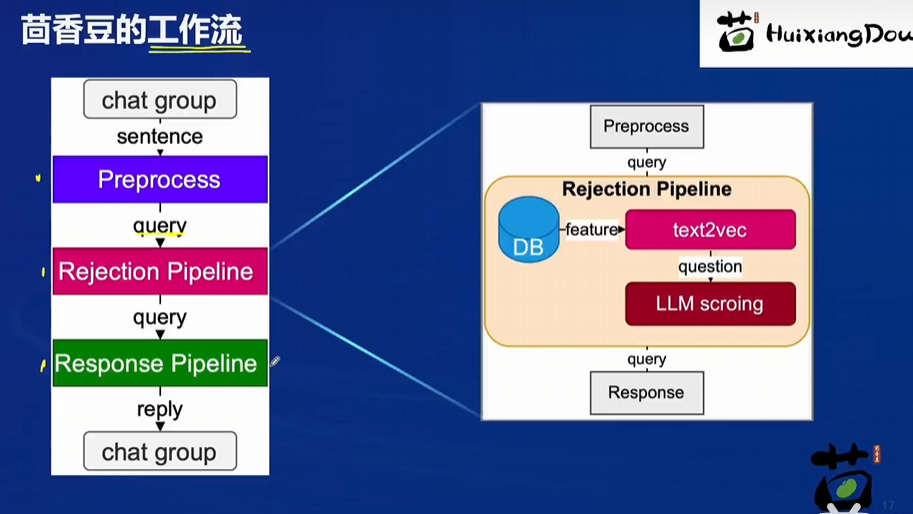 茴香豆的工作流
HuixiangDou
chat group
sentence
Preprocess
query
Rejection Pipeline
query
Response Pipeline
reply
chat group
Preprocess
query
Rejection Pipeline
DB
feature
text2vec
question
LLM scroing
query
Response
17